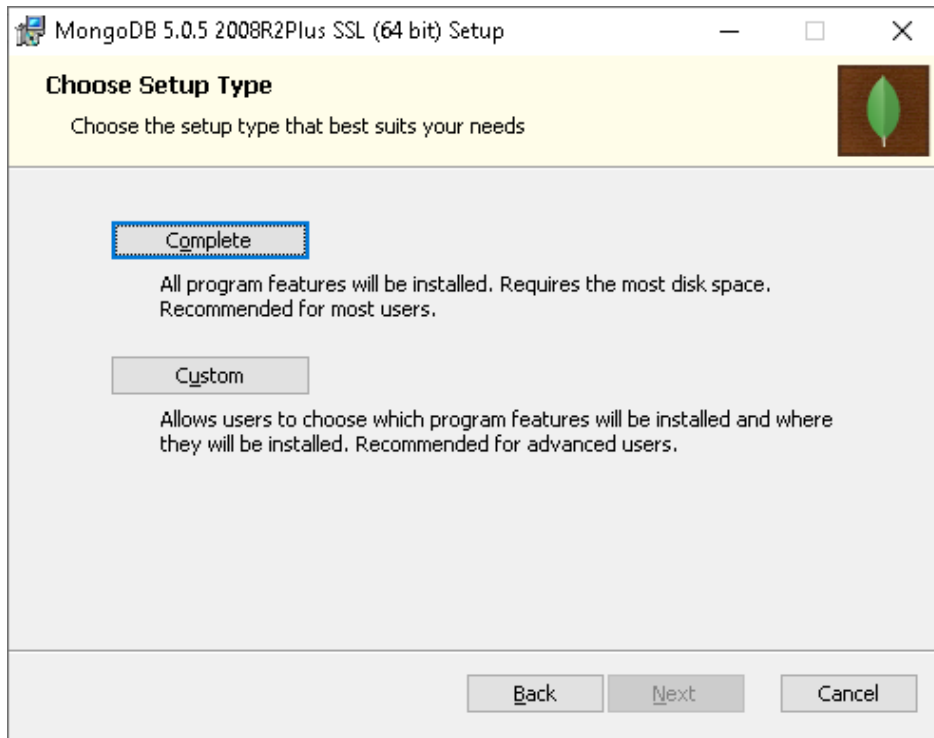 MongoDB 5.0.5 2008R2Plus SSL (64 bit) Setup
Choose Setup Type
Choose the setup type that best suits your needs
Complete
All program features will be installed. Requires the most disk space.
Recommended for most users.
Custom
Allows users to choose which program features will be installed and where
they will be installed. Recommended for advanced users.
Back
Next
Cancel